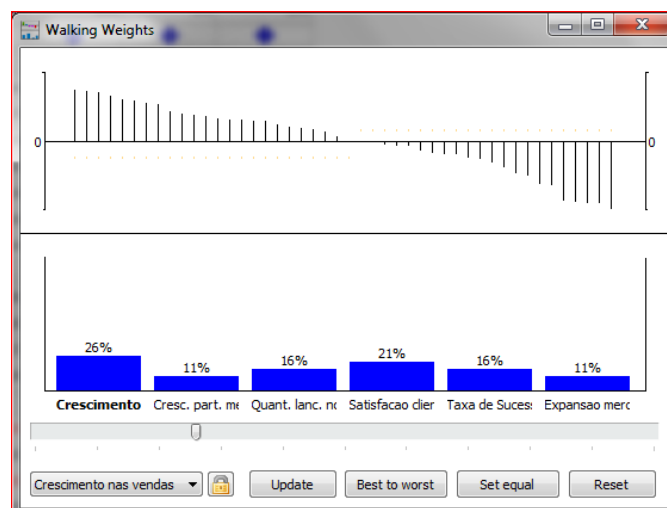 Walking Weights
0 0
26% 11% 16% 21% 16% 11%
Crescimento Cresc. part. me Quant. lanc. no Satisfacao clier Taxa de Sucess Expansao merc
Crescimento nas vendas Update Best to worst Set equal Reset